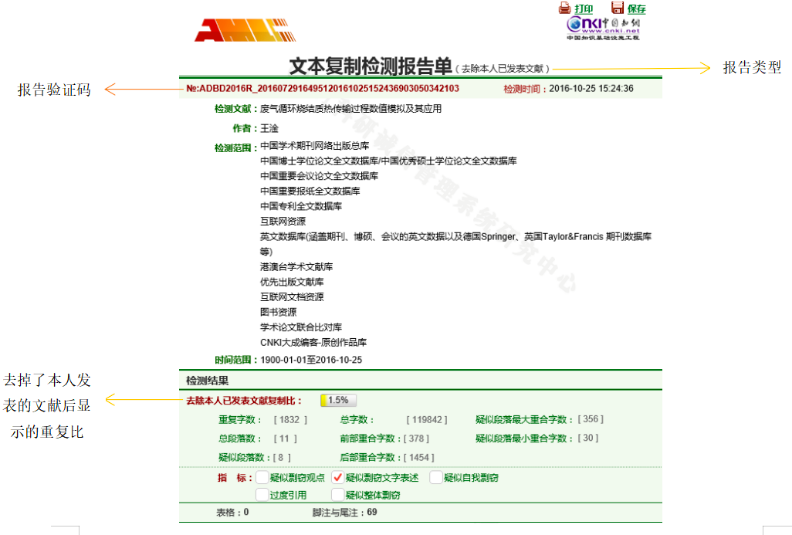 打印 保存
AMLC
CNKI中国知网
www.cnki.net
中国知识基础设施工程
文本复制检测报告单(去除本人已发表文献)
报告类型
报告验证码
№:ADBD2016R_20160729164951201610251524369030503421​03
检测时间:2016-10-25 15:24:36
检测文献:废气循环烧结质热传输过程数值模拟及其应用
作者:王淦
检测范围:中国学术期刊网络出版总库
中国博士学位论文全文数据库/中国优秀硕士学位论文全文数据库
中国重要会议论文全文数据库
中国重要报纸全文数据库
中国专利全文数据库
互联网资源
英文数据库(涵盖期刊、博硕、会议的英文数据以及德国Springer、英国Taylor&Francis 期刊数据库
等)
港澳台学术文献库
优先出版文献库
互联网文档资源
图书资源
学术论文联合比对库
CNKI大成编客-原创作品库
时间范围:1900-01-01至2016-10-25
检测结果
去掉了本人发
表的文献后显
示的重复比
去除本人已发表文献复制比: 1.5%
重复字数: [ 1832 ] 总字数: [ 119842 ] 疑似段落最大重合字数: [ 356 ]
总段落数: [ 11 ] 前部重合字数: [ 378 ] 疑似段落最小重合字数: [ 30 ]
疑似段落数: [ 8 ] 后部重合字数: [ 1454 ]
指 标: 疑似剽窃观点 疑似剽窃文字表述 疑似自我剽窃
过度引用 疑似整体剽窃
表格:0 脚注与尾注:69